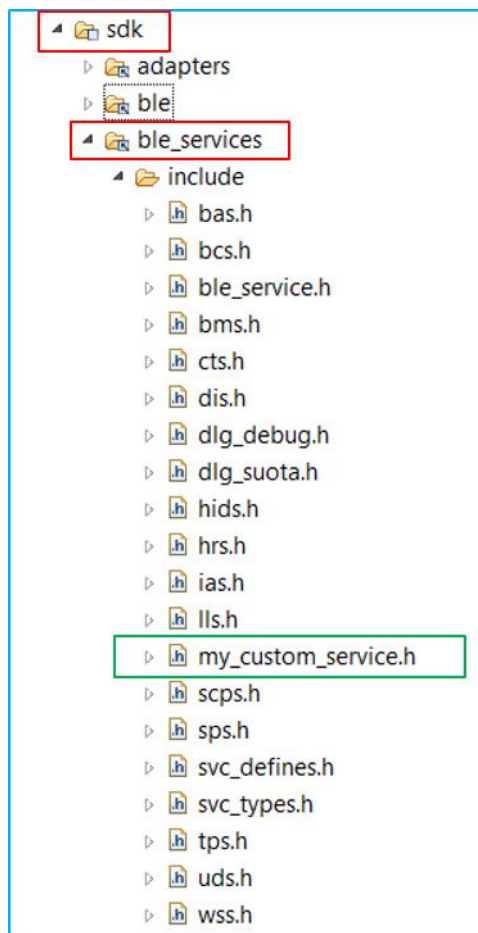 sdk
adapters
ble
ble_services
include
.h bas.h
.h bcs.h
.h ble_service.h
.h bms.h
.h cts.h
.h dis.h
.h dlg_debug.h
.h dlg_suota.h
.h hids.h
.h hrs.h
.h ias.h
.h lls.h
.h my_custom_service.h
.h scps.h
.h sps.h
.h svc_defines.h
.h svc_types.h
.h tps.h
.h uds.h
.h wss.h